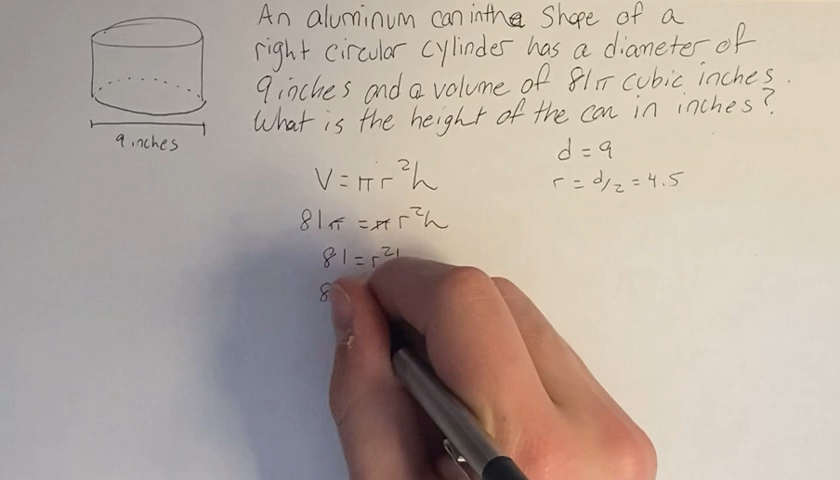 An aluminum can in the Shape of a
right circular cylinder has a diameter of
9 inches and a volume of 81π cubic inches.
What is the height of the can in inches?
9 inches
d = 9
r = d/2 = 4.5
V = πr²h
81π = πr²h
81 = r²
8